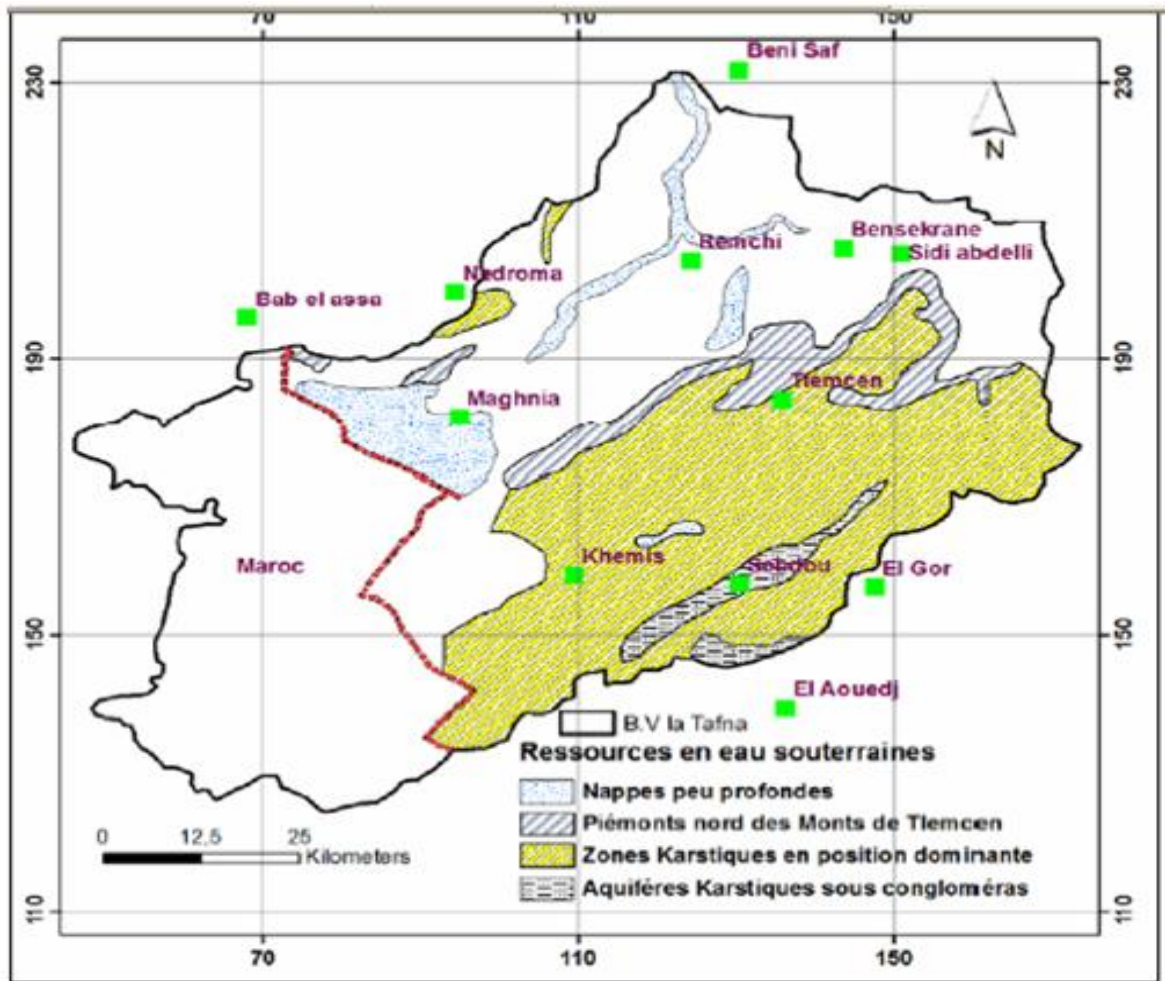 70 110 150
230 230
Beni Saf
N
Bensekrane
Remchi
Sidi abdelli
Nedroma
Bab el assa
190 190
Tlemcen
Maghnia
Khemis
Sebdou
El Gor
Maroc
150 150
El Aouedj
B.V la Tafna
Ressources en eau souterraines
Nappes peu profondes
Piémonts nord des Monts de Tlemcen
Zones Karstiques en position dominante
Aquiféres Karstiques sous congloméras
0 12,5 25
Kilometers
110 110
70 110 150